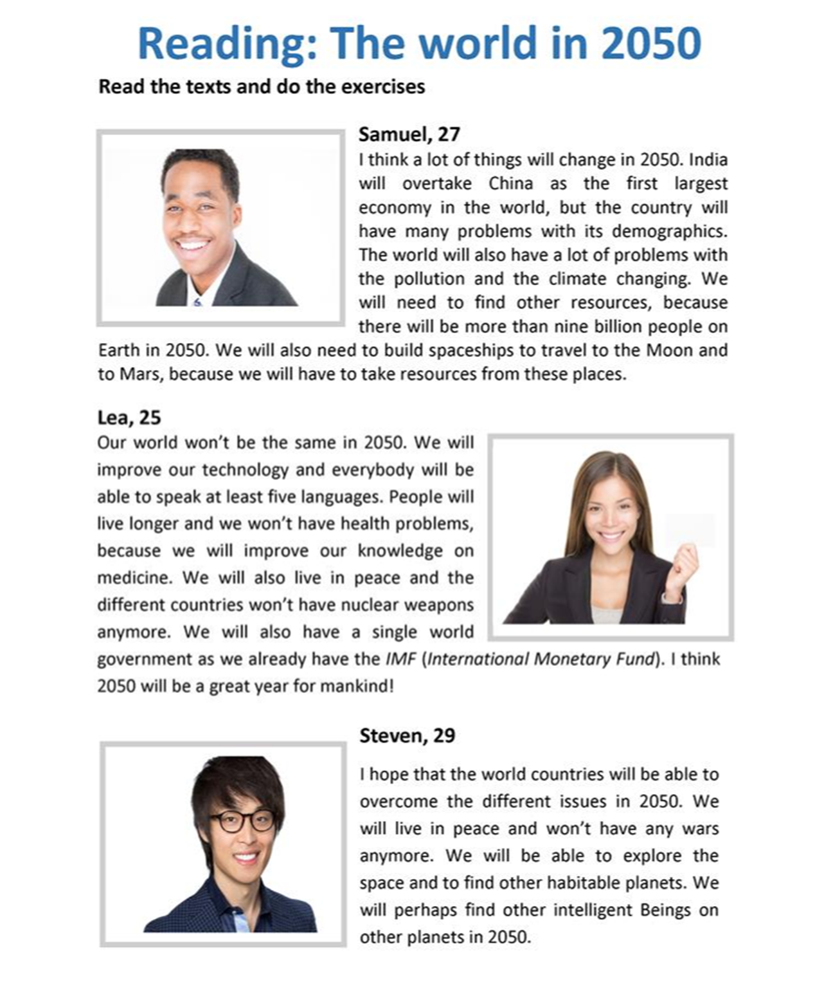 Reading: The world in 2050
Read the texts and do the exercises
Samuel, 27
I think a lot of things will change in 2050. India
will overtake China as the first largest
economy in the world, but the country will
have many problems with its demographics.
The world will also have a lot of problems with
the pollution and the climate changing. We
will need to find other resources, because
there will be more than nine billion people on
Earth in 2050. We will also need to build spaceships to travel to the Moon and
to Mars, because we will have to take resources from these places.
Lea, 25
Our world won’t be the same in 2050. We will
improve our technology and everybody will be
able to speak at least five languages. People will
live longer and we won’t have health problems,
because we will improve our knowledge on
medicine. We will also live in peace and the
different countries won’t have nuclear weapons
anymore. We will also have a single world
government as we already have the IMF (International Monetary Fund). I think
2050 will be a great year for mankind!
Steven, 29
I hope that the world countries will be able to
overcome the different issues in 2050. We
will live in peace and won’t have any wars
anymore. We will be able to explore the
space and to find other habitable planets. We
will perhaps find other intelligent Beings on
other planets in 2050.